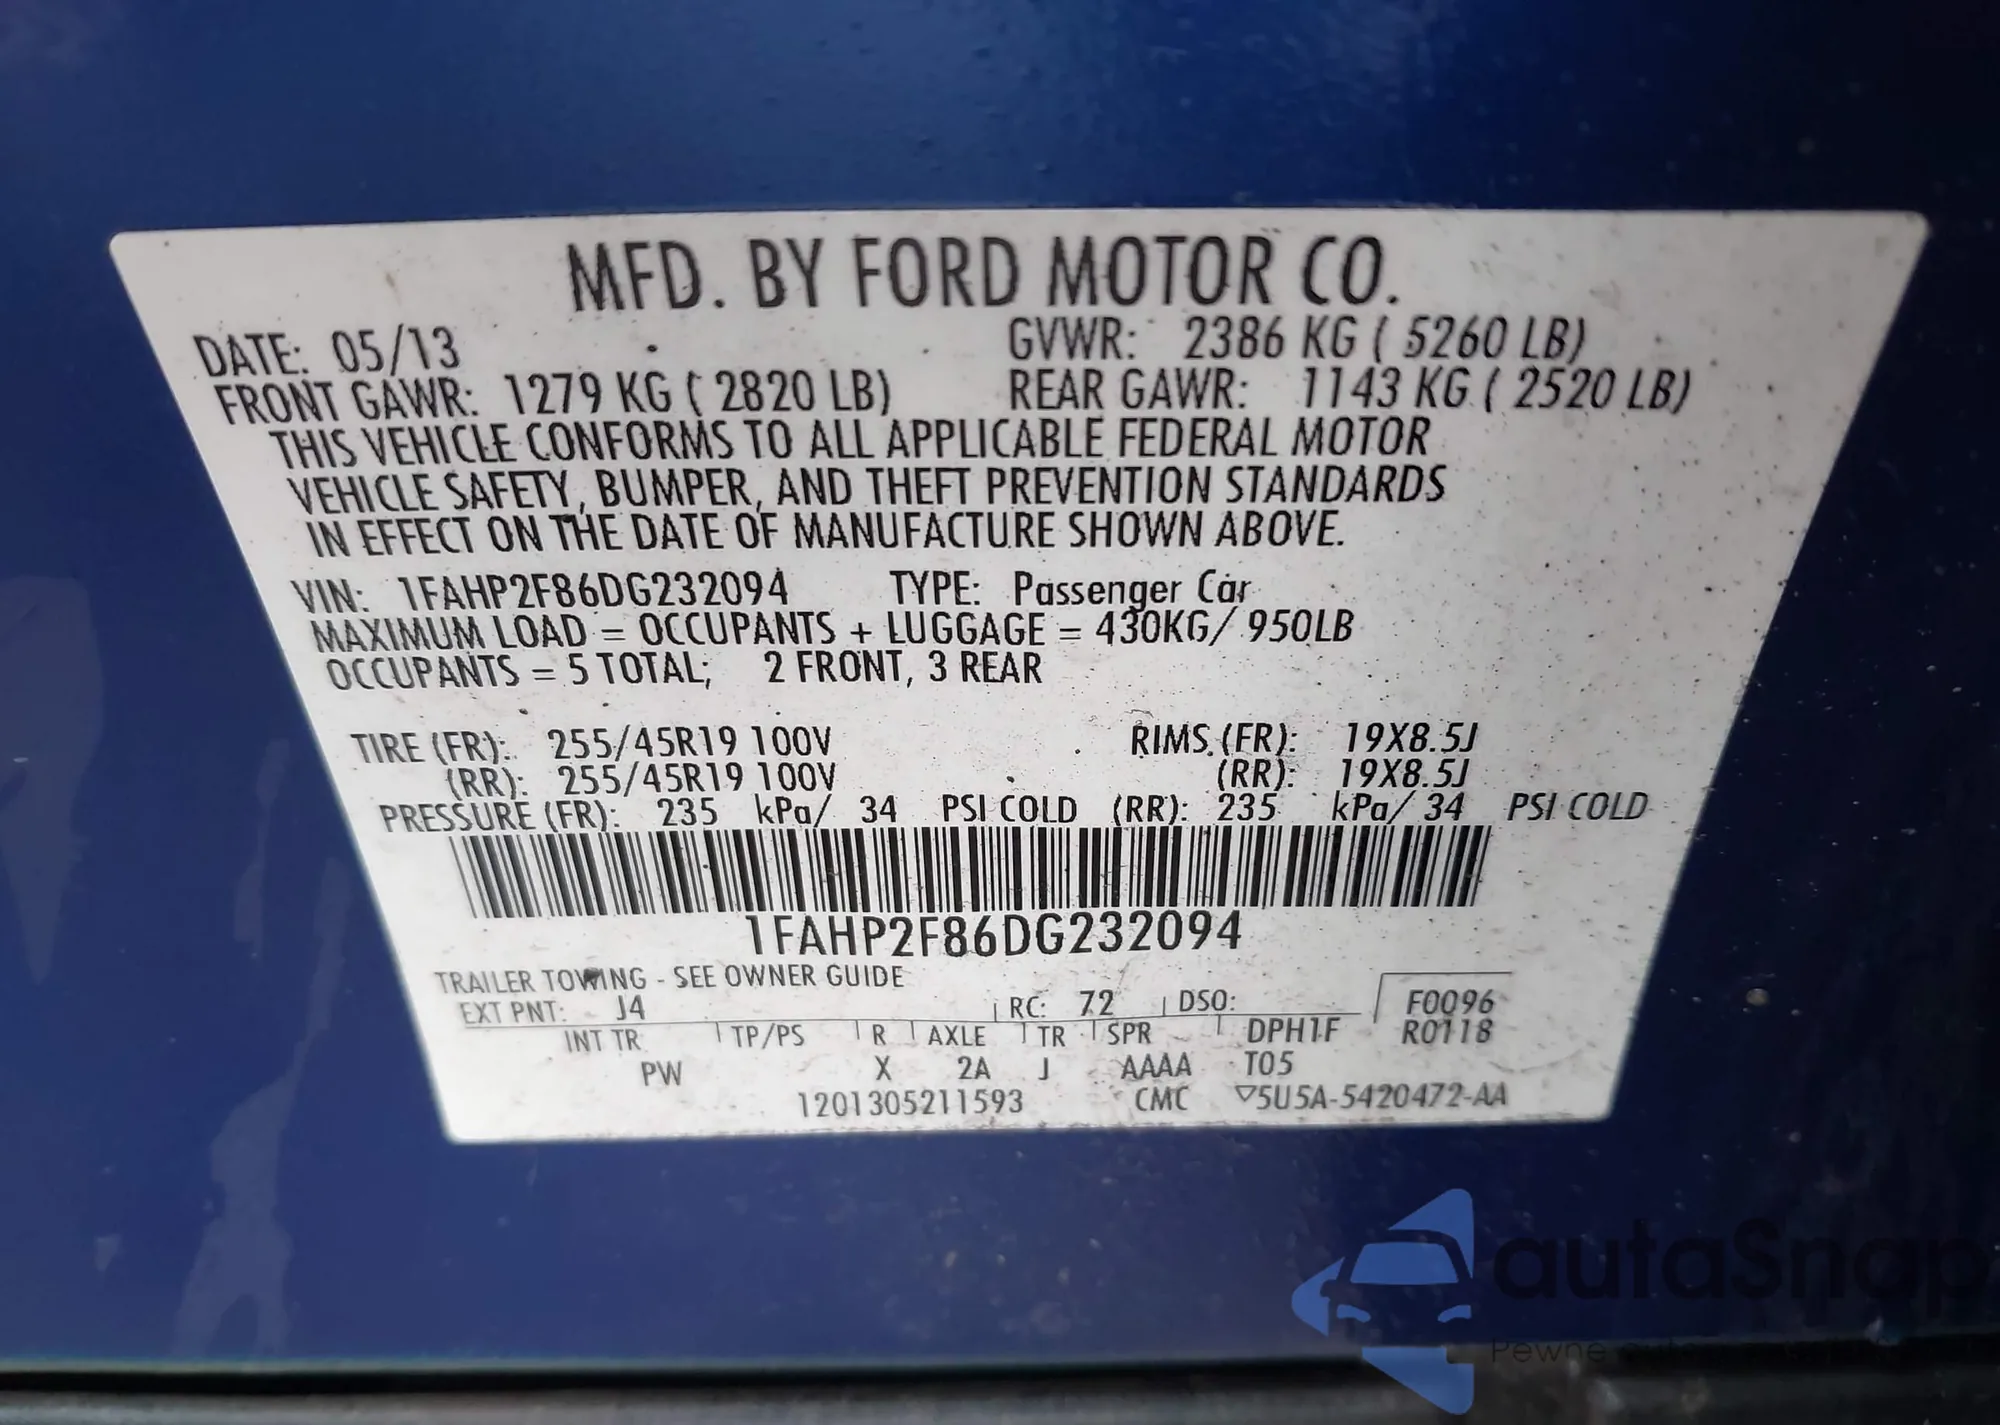 MFD. BY FORD MOTOR CO.
DATE: 05/13 GVWR: 2386 KG ( 5260 LB)
FRONT GAWR: 1279 KG ( 2820 LB) REAR GAWR: 1143 KG ( 2520 LB)
THIS VEHICLE CONFORMS TO ALL APPLICABLE FEDERAL MOTOR
VEHICLE SAFETY, BUMPER, AND THEFT PREVENTION STANDARDS
IN EFFECT ON THE DATE OF MANUFACTURE SHOWN ABOVE.
VIN: 1FAHP2F86DG232094 TYPE: Passenger Car
MAXIMUM LOAD = OCCUPANTS + LUGGAGE = 430KG/ 950LB
OCCUPANTS = 5 TOTAL; 2 FRONT, 3 REAR
TIRE (FR): 255/45R19 100V RIMS (FR): 19X8.5J
(RR): 255/45R19 100V (RR): 19X8.5J
PRESSURE (FR): 235 kPa/ 34 PSI COLD (RR): 235 kPa/ 34 PSI COLD
1FAHP2F86DG232094
TRAILER TOWING - SEE OWNER GUIDE
EXT PNT: J4 RC: 72 DSO: F0096
INT TR TP/PS R AXLE TR SPR DPH1F R0118
PW X 2A J AAAA T05
1201305211593 CMC ▽5U5A-5420472-AA
autaSnap
Pewne